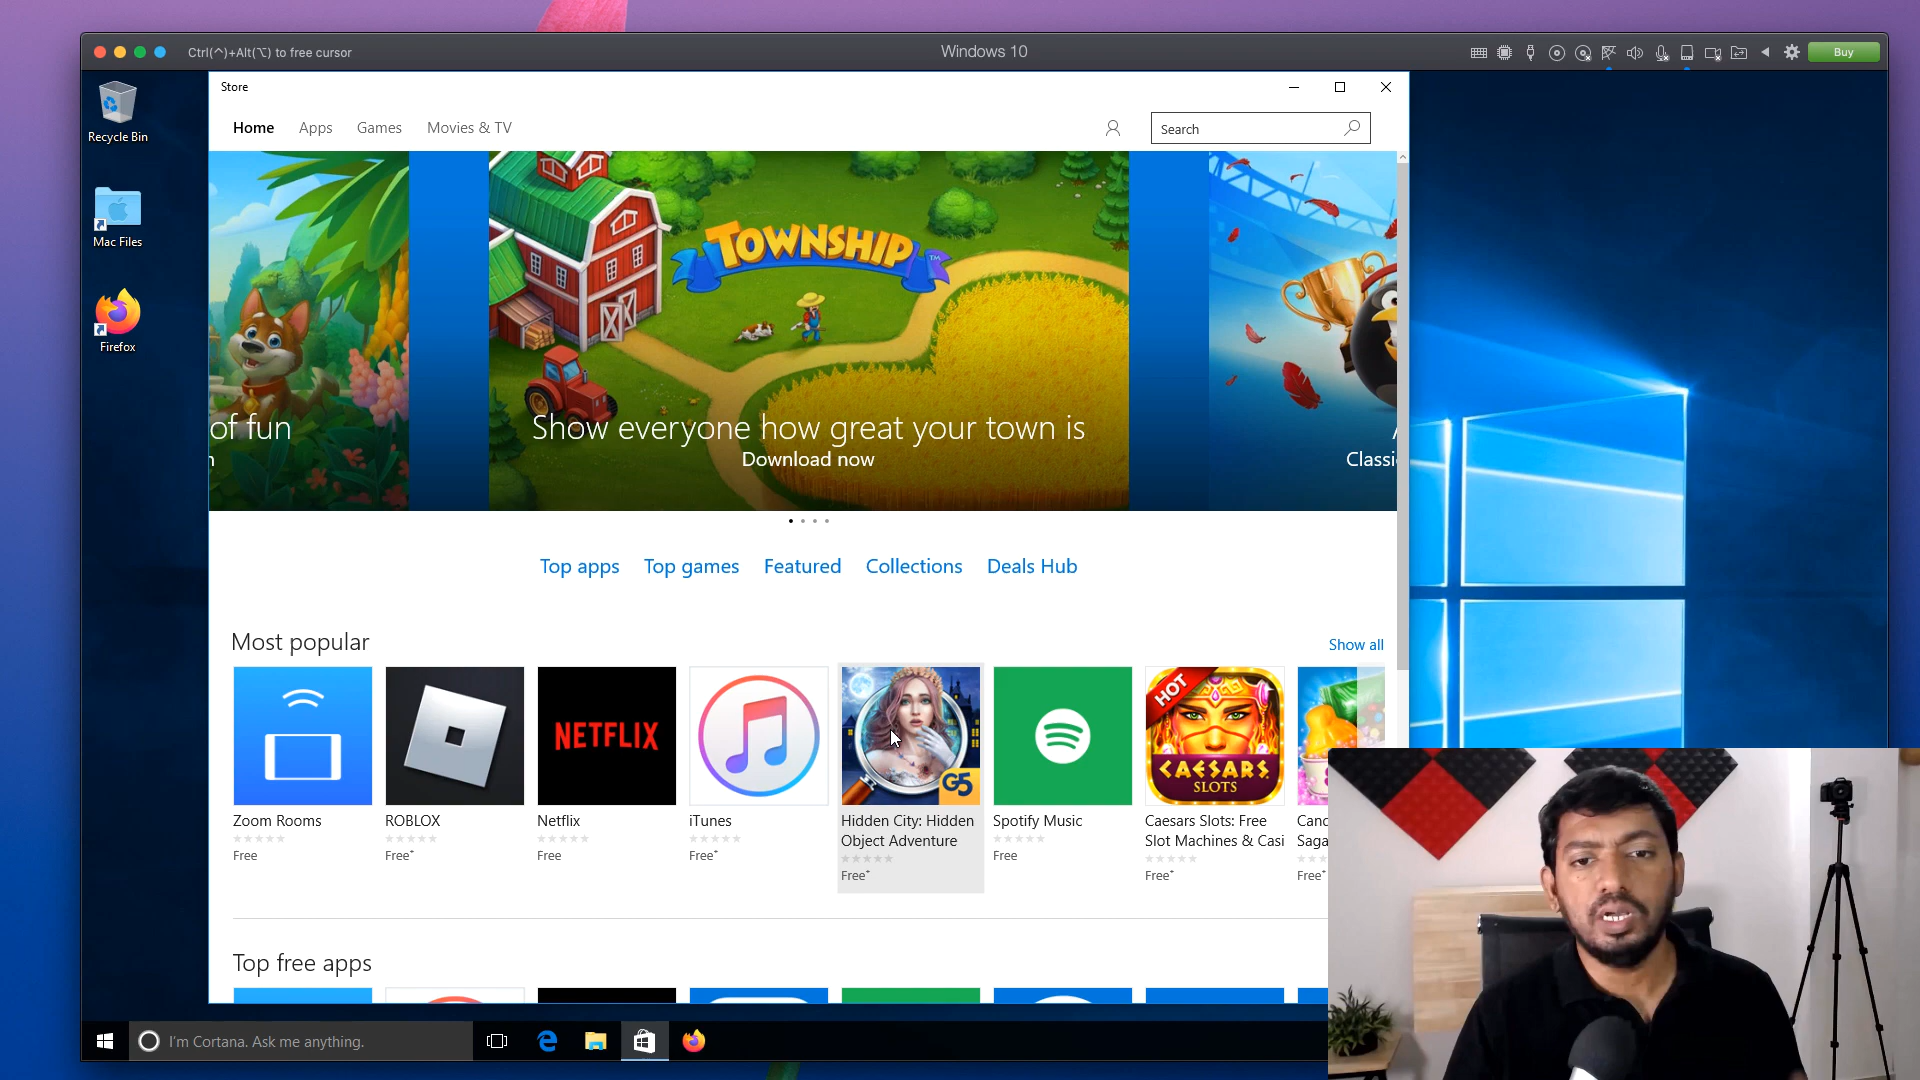 Ctrl(^)+Alt(⌥) to free cursor
Windows 10
Buy
Recycle Bin
Mac Files
Firefox
Store
Home Apps Games Movies & TV
Search
of fun
TOWNSHIP™
Show everyone how great your town is
Download now
Top apps Top games Featured Collections Deals Hub
Most popular
Show all
NETFLIX
G5
HOT
CAESARS
SLOTS
Zoom Rooms
Free
ROBLOX
Free*
Netflix
Free
iTunes
Free*
Hidden City: Hidden
Object Adventure
Free*
Spotify Music
Free
Caesars Slots: Free
Slot Machines & Casi
Free*
Saga
Free*
Top free apps
I'm Cortana. Ask me anything.